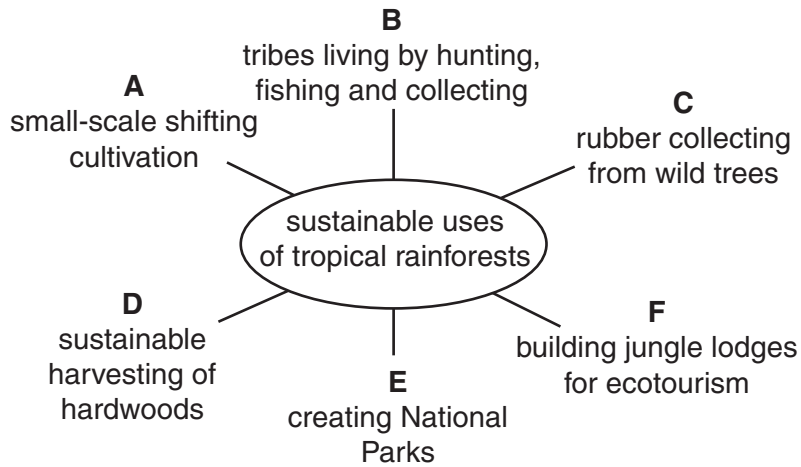 B
tribes living by hunting,
fishing and collecting
A
small-scale shifting
cultivation
C
rubber collecting
from wild trees
sustainable uses
of tropical rainforests
D
sustainable
harvesting of
hardwoods
E
creating National
Parks
F
building jungle lodges
for ecotourism